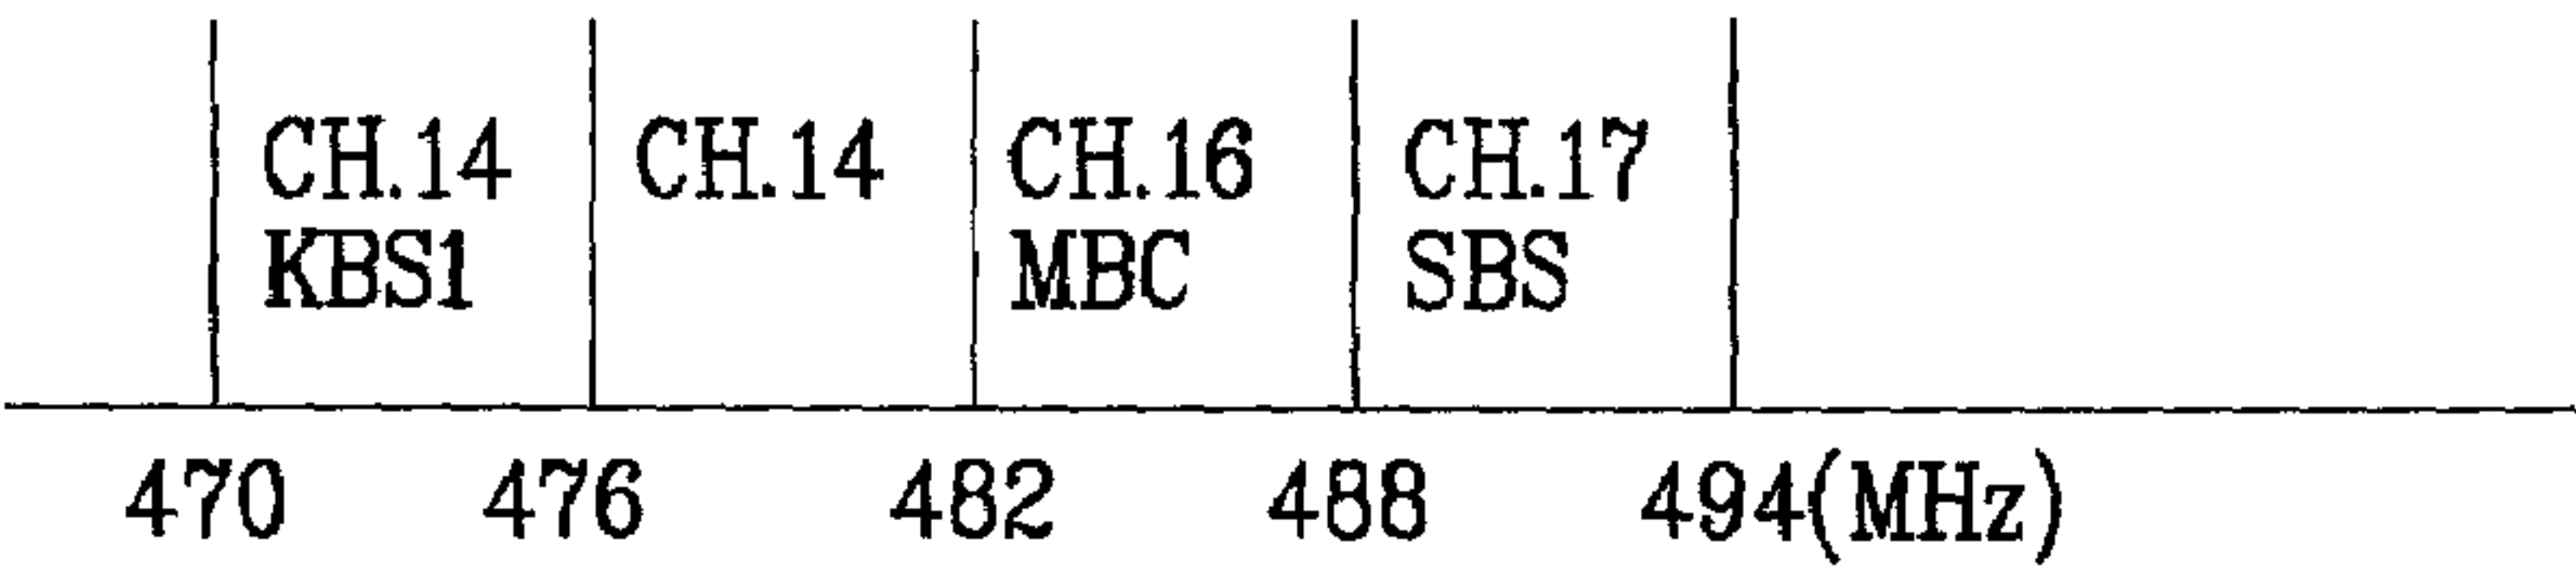 CH.14 CH.14 CH.16 CH.17
KBS1 MBC SBS
470 476 482 488 494(MHz)